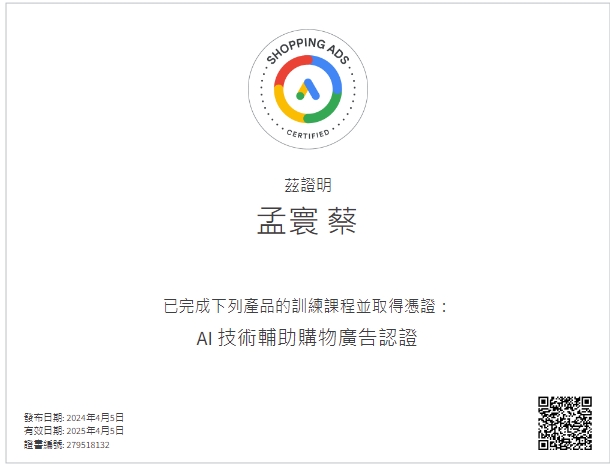 SHOPPING ADS
CERTIFIED
茲證明
孟寰 蔡
已完成下列產品的訓練課程並取得憑證：
AI 技術輔助購物廣告認證
發布日期: 2024年4月5日
有效日期: 2025年4月5日
證書編號: 279518132